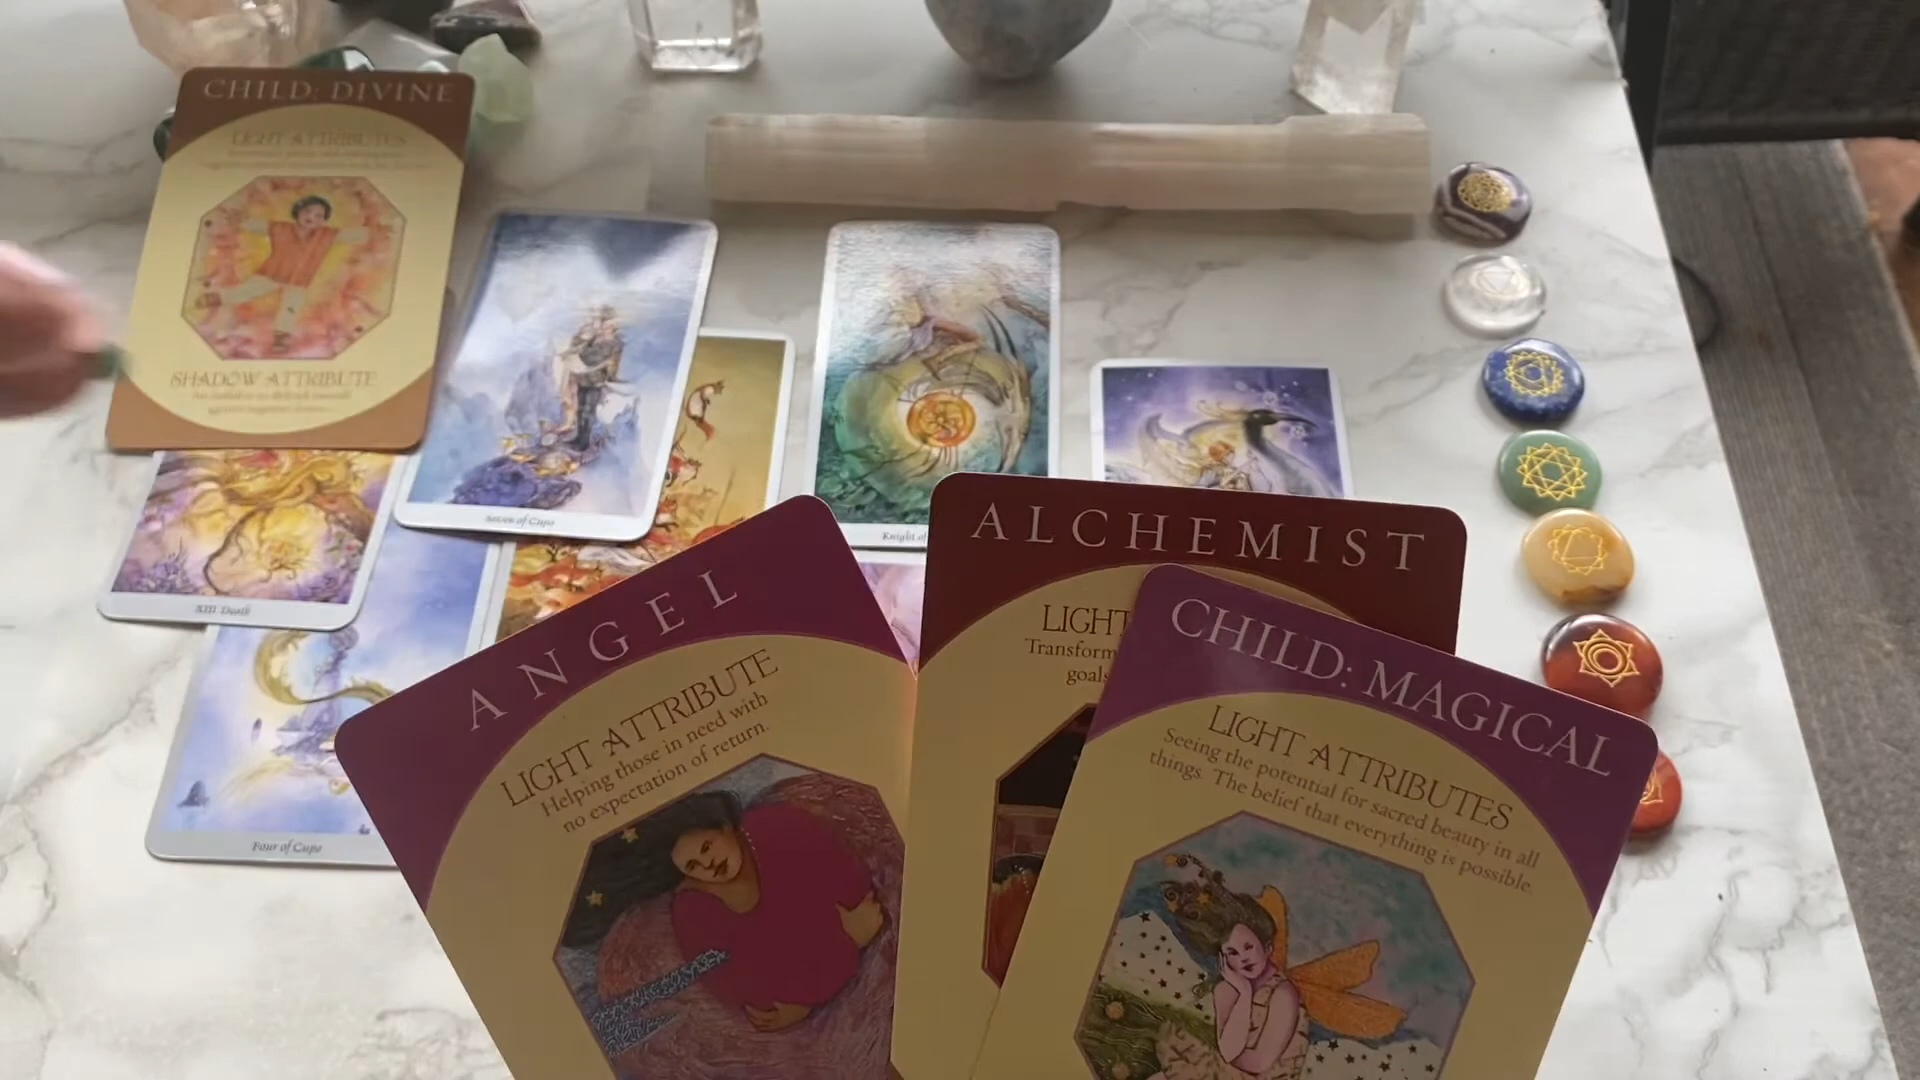 CHILD: DIVINE
LIGHT ATTRIBUTES
SHADOW ATTRIBUTE
Seven of Cups
Knight of
XIII Death
Four of Cups
ANGEL
LIGHT ATTRIBUTE
Helping those in need with
no expectation of return.
ALCHEMIST
LIGHT
Transform
goals
CHILD: MAGICAL
LIGHT ATTRIBUTES
Seeing the potential for sacred beauty in all
things. The belief that everything is possible.